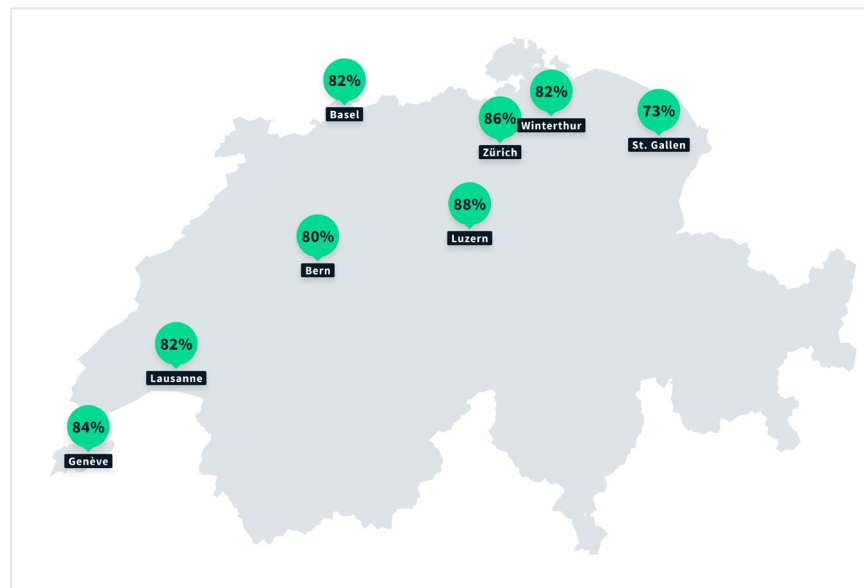 82%
Basel
82%
Winterthur
86%
Zürich
73%
St. Gallen
88%
Luzern
80%
Bern
82%
Lausanne
84%
Genève